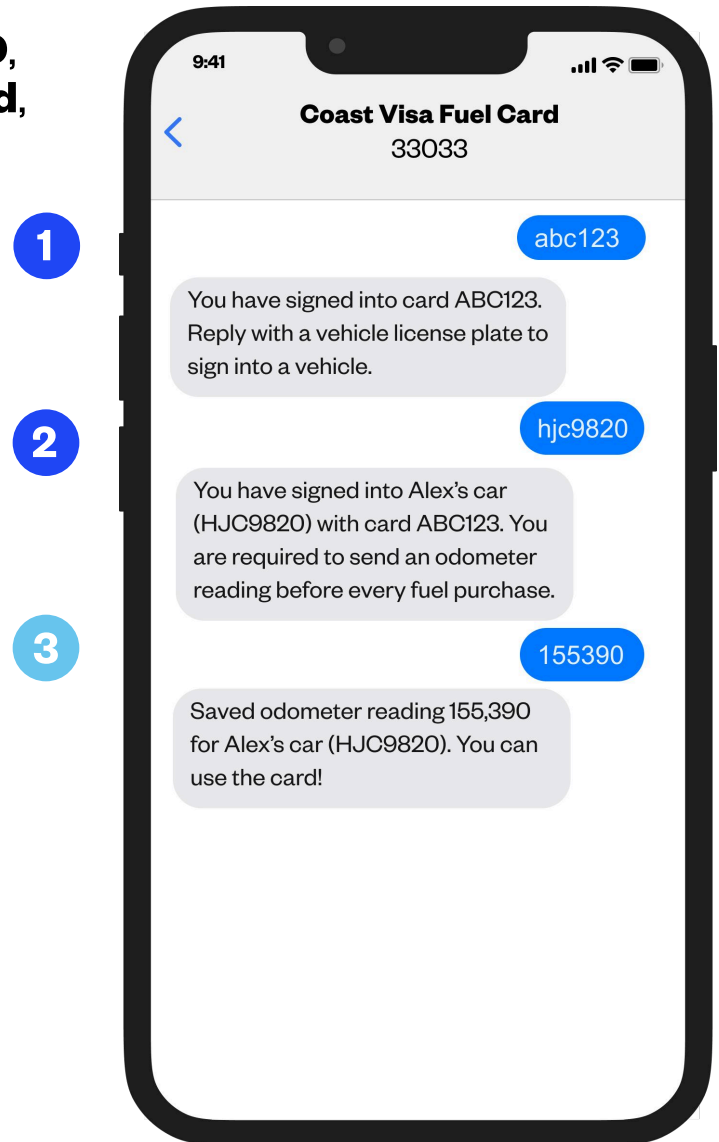 d,
9:41
Coast Visa Fuel Card
33033
1
abc123
You have signed into card ABC123.
Reply with a vehicle license plate to
sign into a vehicle.
2
hjc9820
You have signed into Alex’s car
(HJC9820) with card ABC123. You
are required to send an odometer
reading before every fuel purchase.
3
155390
Saved odometer reading 155,390
for Alex’s car (HJC9820). You can
use the card!